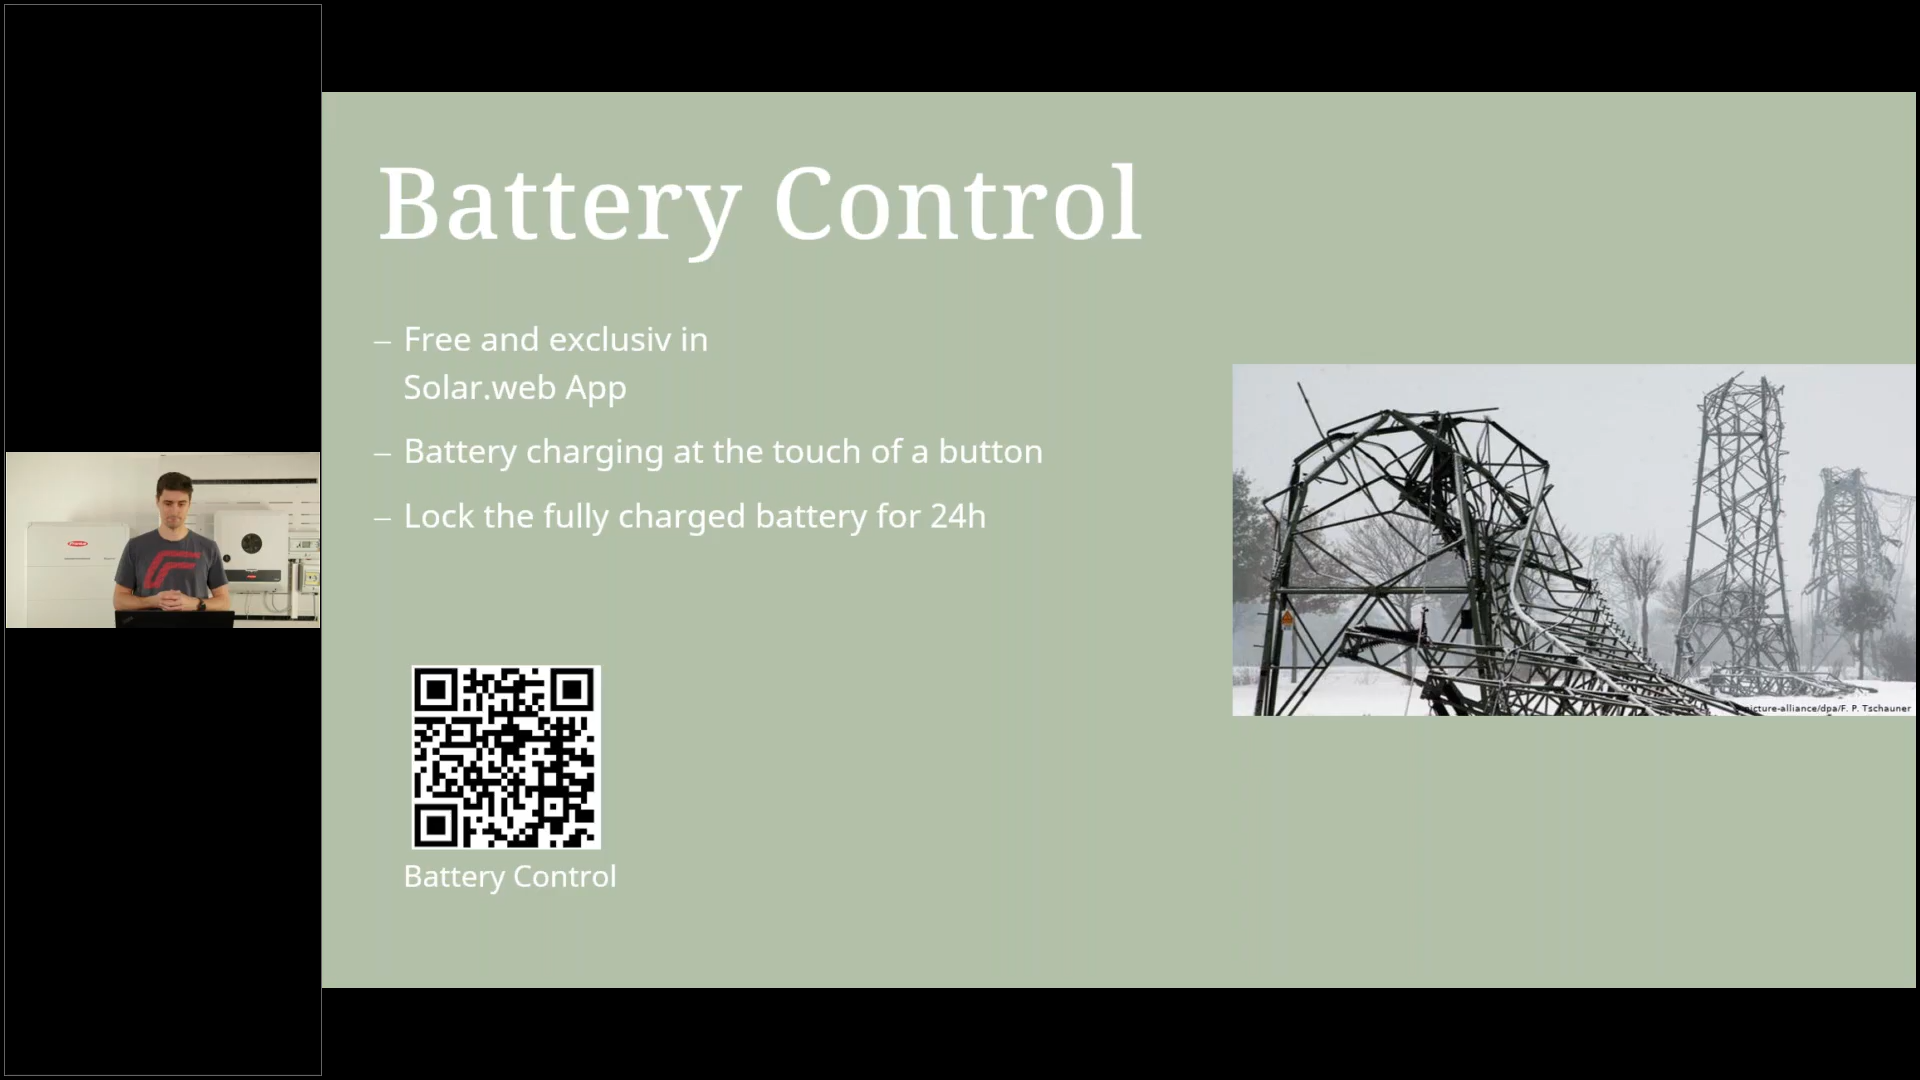 Battery Control
– Free and exclusiv in
Solar.web App
– Battery charging at the touch of a button
– Lock the fully charged battery for 24h
Battery Control
picture-alliance/dpa/F. P. Tschauner
Fronius